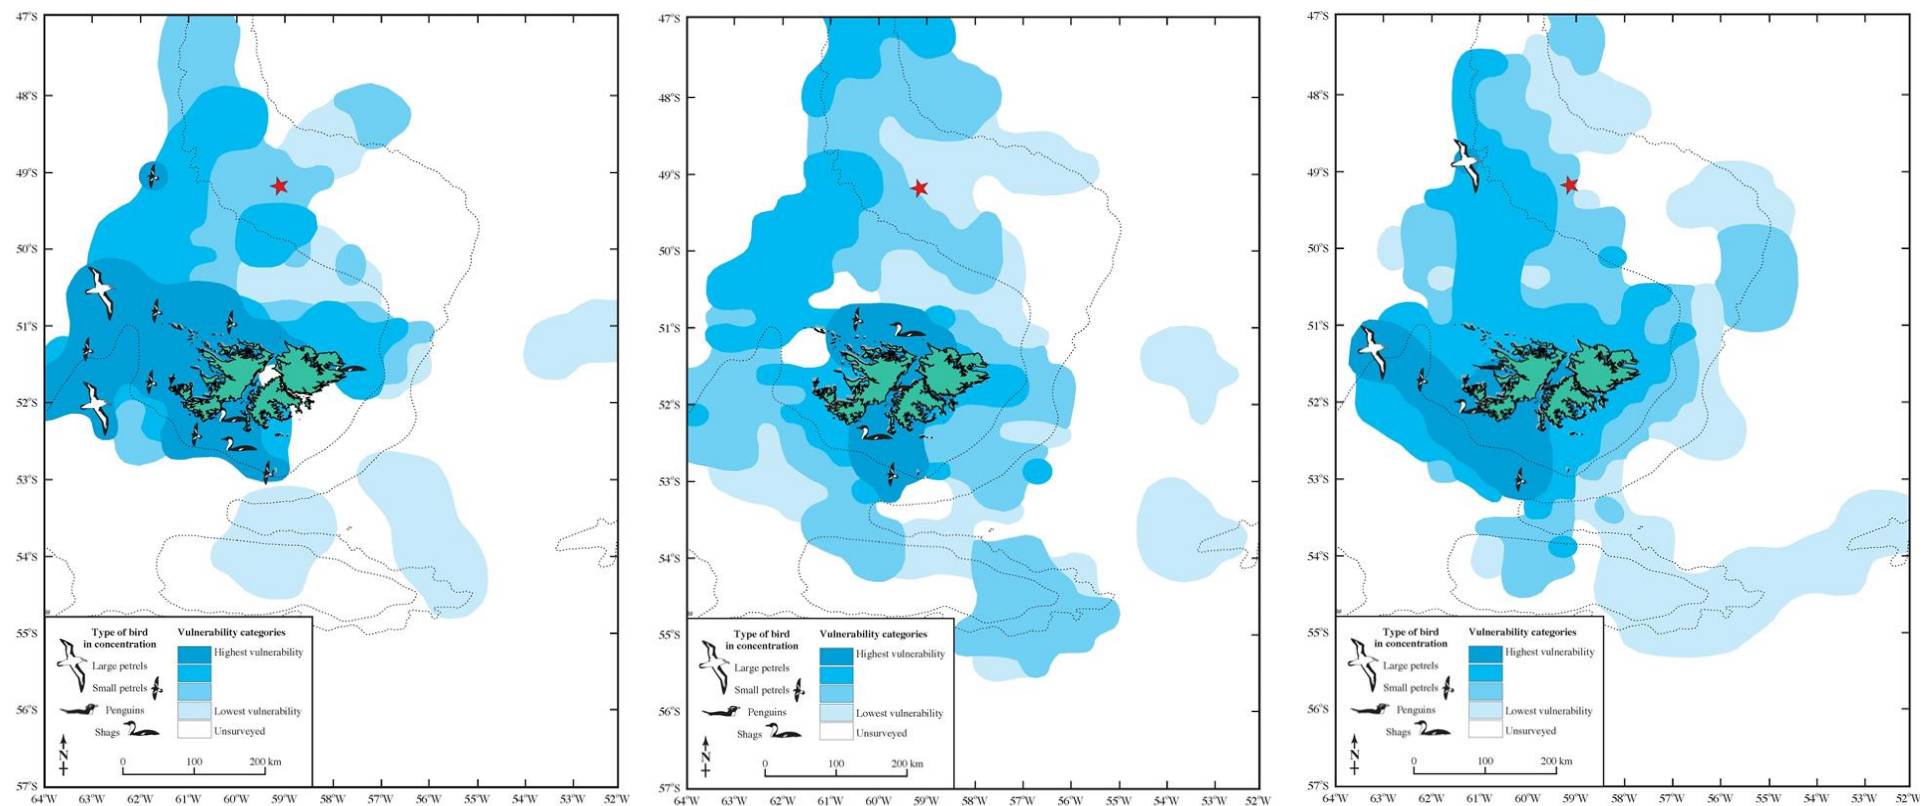 47°S
48°S
49°S
50°S
51°S
52°S
53°S
54°S
55°S
56°S
57°S
Type of bird
in concentration
Large petrels
Small petrels
Penguins
Shags
Vulnerability categories
Highest vulnerability
Lowest vulnerability
Unsurveyed
N
0 100 200 km
64°W 63°W 62°W 61°W 60°W 59°W 58°W 57°W 56°W 55°W 54°W 53°W 52°W
47°S
48°S
49°S
50°S
51°S
52°S
53°S
54°S
55°S
56°S
57°S
Type of bird
in concentration
Large petrels
Small petrels
Penguins
Shags
Vulnerability categories
Highest vulnerability
Lowest vulnerability
Unsurveyed
N
0 100 200 km
64°W 63°W 62°W 61°W 60°W 59°W 58°W 57°W 56°W 55°W 54°W 53°W 52°W
47°S
48°S
49°S
50°S
51°S
52°S
53°S
54°S
55°S
56°S
57°S
Type of bird
in concentration
Large petrels
Small petrels
Penguins
Shags
Vulnerability categories
Highest vulnerability
Lowest vulnerability
Unsurveyed
N
0 100 200 km
64°W 63°W 62°W 61°W 60°W 59°W 58°W 57°W 56°W 55°W 54°W 53°W 52°W